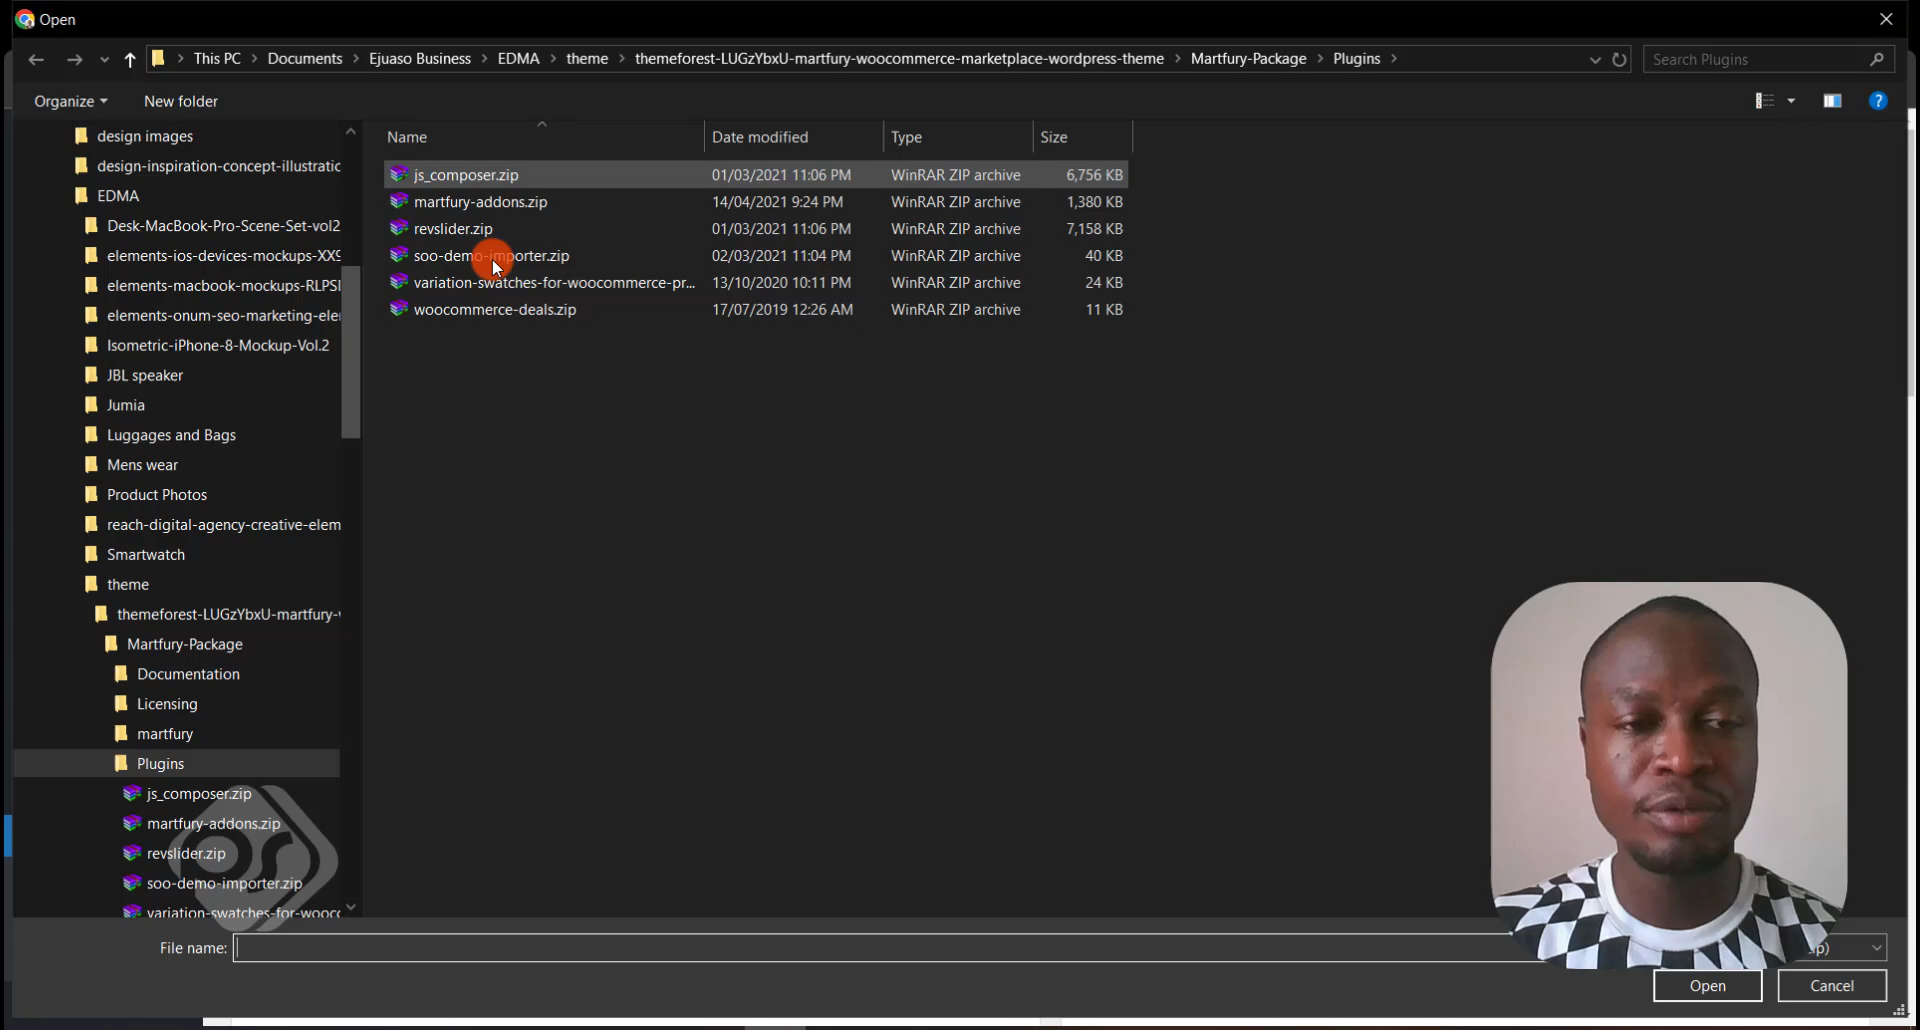 Open
This PC > Documents > Ejuaso Business > EDMA > theme > themeforest-LUGzYbxU-martfury-woocommerce-marketplace-wordpress-theme > Martfury-Package > Plugins >
Search Plugins
Organize
New folder
design images
design-inspiration-concept-illustratic
EDMA
Desk-MacBook-Pro-Scene-Set-vol2
elements-ios-devices-mockups-XX9
elements-macbook-mockups-RLPSI
elements-onum-seo-marketing-ele
Isometric-iPhone-8-Mockup-Vol.2
JBL speaker
Jumia
Luggages and Bags
Mens wear
Product Photos
reach-digital-agency-creative-elem
Smartwatch
theme
themeforest-LUGzYbxU-martfury-
Martfury-Package
Documentation
Licensing
martfury
Plugins
js_composer.zip
martfury-addons.zip
revslider.zip
soo-demo-importer.zip
variation-swatches-for-wooc
Name Date modified Type Size
js_composer.zip 01/03/2021 11:06 PM WinRAR ZIP archive 6,756 KB
martfury-addons.zip 14/04/2021 9:24 PM WinRAR ZIP archive 1,380 KB
revslider.zip 01/03/2021 11:06 PM WinRAR ZIP archive 7,158 KB
soo-demo-importer.zip 02/03/2021 11:04 PM WinRAR ZIP archive 40 KB
variation-swatches-for-woocommerce-pr... 13/10/2020 10:11 PM WinRAR ZIP archive 24 KB
woocommerce-deals.zip 17/07/2019 12:26 AM WinRAR ZIP archive 11 KB
File name:
Open
Cancel